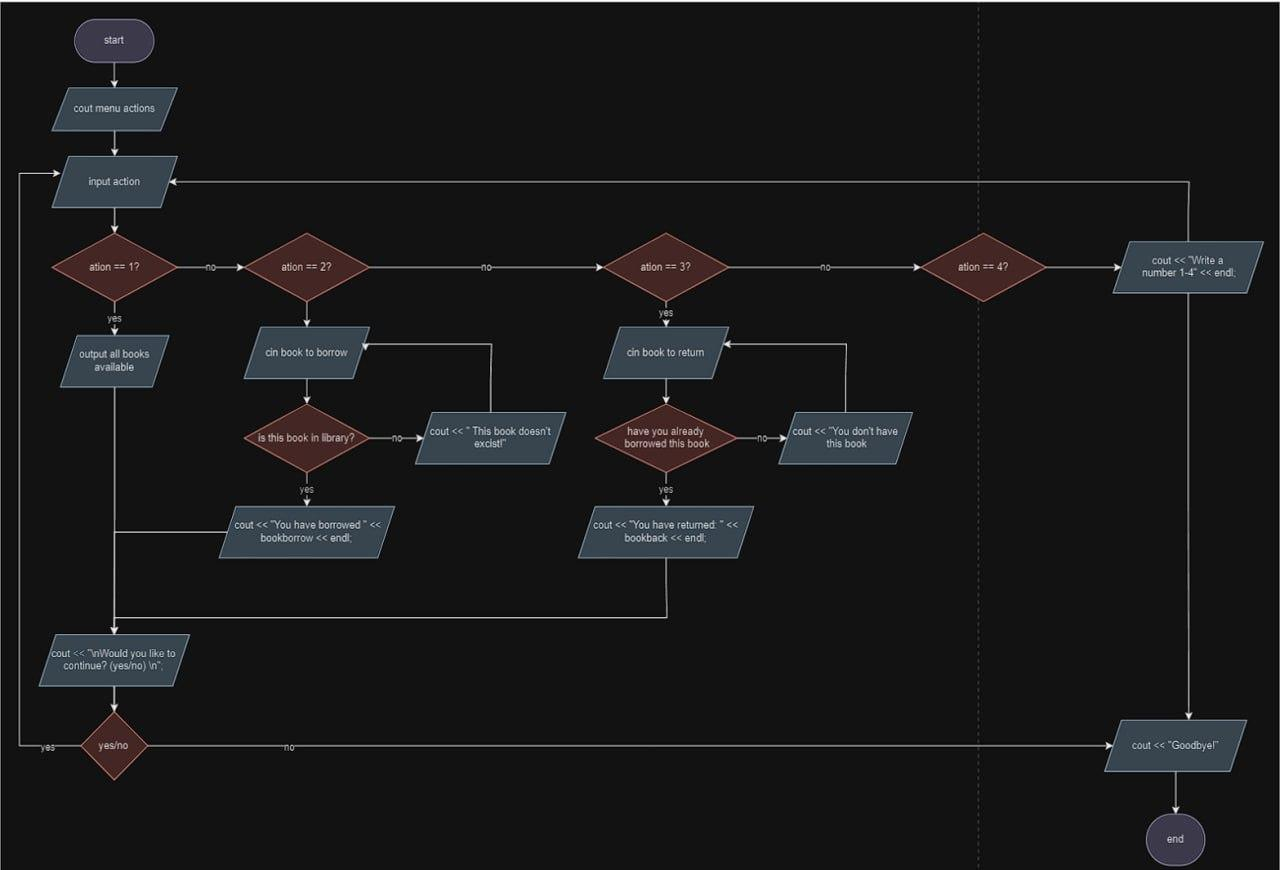 start
cout menu actions
input action
ation == 1?
no
ation == 2?
no
ation == 3?
no
ation == 4?
cout << "Write a
number 1-4" << endl;
yes
output all books
available
cin book to borrow
yes
cin book to return
is this book in library?
no
cout << " This book doesn't
excist!"
have you already
borrowed this book
no
cout << "You don't have
this book
yes
cout << "You have borrowed " <<
bookborrow << endl;
yes
cout << "You have returned: " <<
bookback << endl;
cout << "\nWould you like to
continue? (yes/no) \n";
yes
yes/no
no
cout << "Goodbye!"
end